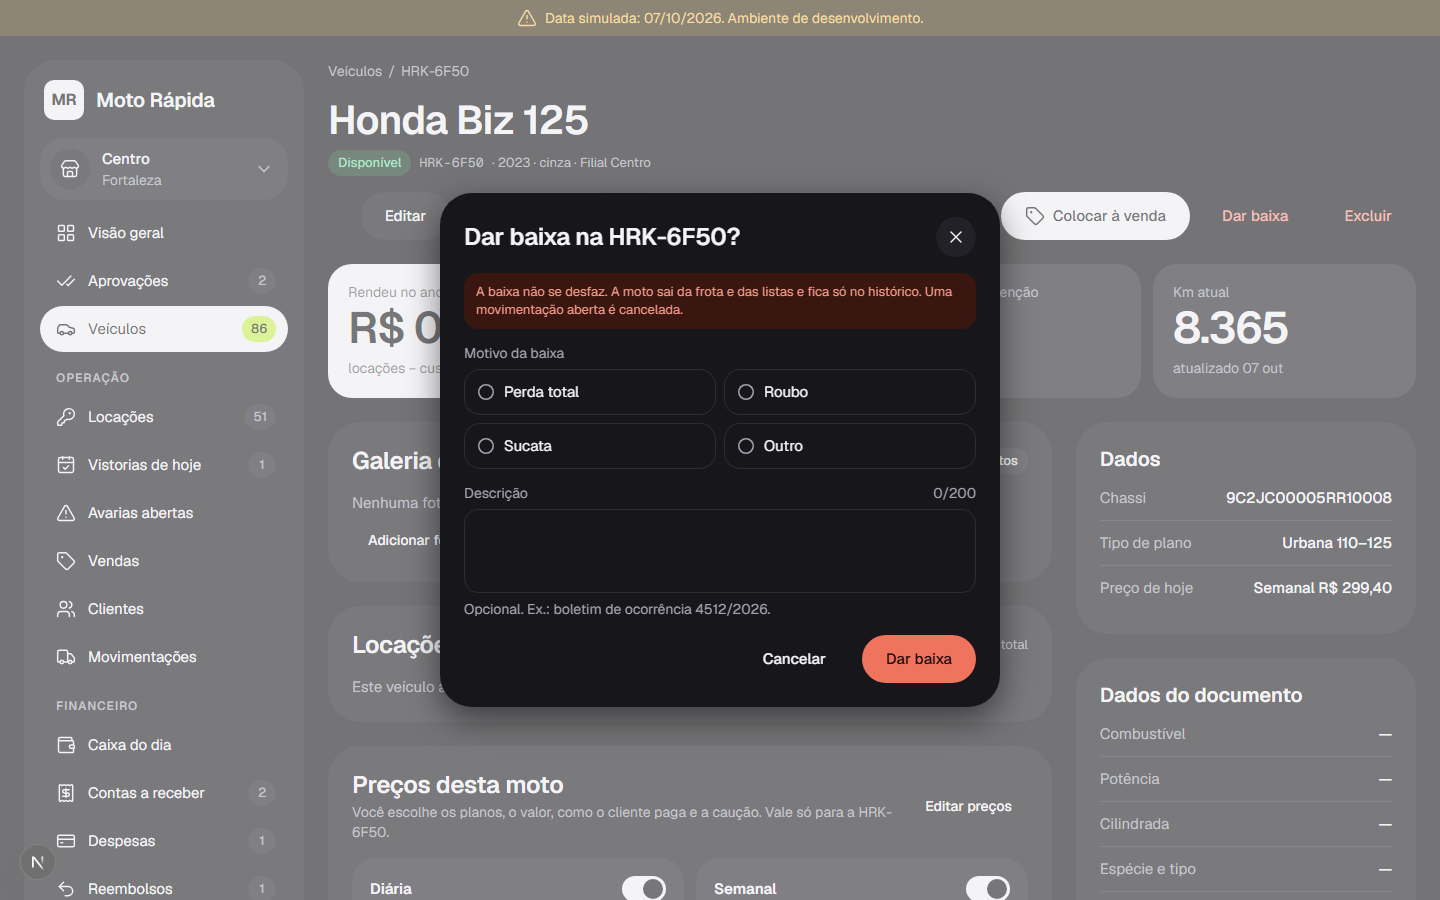 Data simulada: 07/10/2026. Ambiente de desenvolvimento.
MR Moto Rápida
Centro
Fortaleza
Visão geral
Aprovações 2
Veículos 86
OPERAÇÃO
Locações 51
Vistorias de hoje 1
Avarias abertas
Vendas
Clientes
Movimentações
FINANCEIRO
Caixa do dia
Contas a receber 2
Despesas 1
Reembolsos 1
N
Veículos / HRK-6F50
Honda Biz 125
Disponível HRK-6F50 · 2023 · cinza · Filial Centro
Editar
Colocar à venda
Dar baixa
Excluir
Rendeu no
R$ 0
locações –
Km atual
8.365
atualizado 07 out
Galeria
Nenhuma
Adicionar
Locaçõe
Este veículo
total
Dar baixa na HRK-6F50?
A baixa não se desfaz. A moto sai da frota e das listas e fica só no histórico. Uma
movimentação aberta é cancelada.
Motivo da baixa
Perda total
Roubo
Sucata
Outro
Descrição 0/200
Opcional. Ex.: boletim de ocorrência 4512/2026.
Cancelar
Dar baixa
Preços desta moto
Você escolhe os planos, o valor, como o cliente paga e a caução. Vale só para a HRK-
6F50.
Editar preços
Diária
Semanal
Dados
Chassi 9C2JC00005RR10008
Tipo de plano Urbana 110–125
Preço de hoje Semanal R$ 299,40
Dados do documento
Combustível —
Potência —
Cilindrada —
Espécie e tipo —